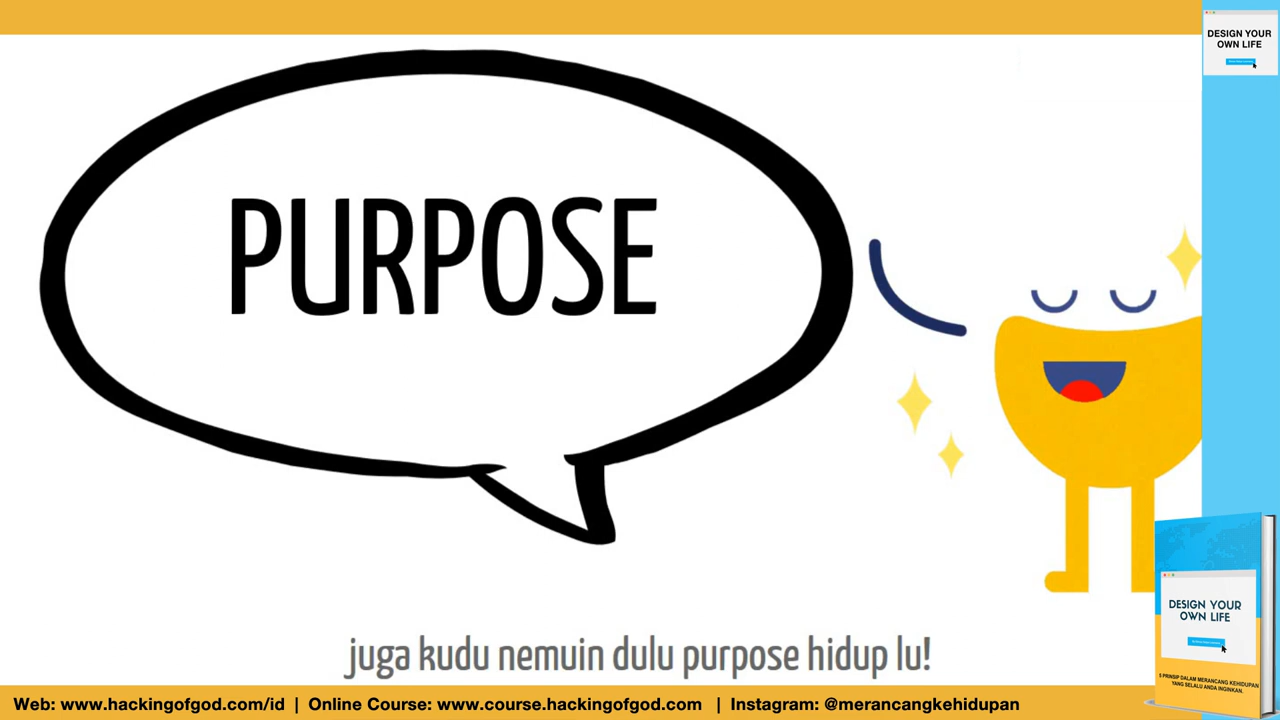 DESIGN YOUR
OWN LIFE
PURPOSE
DESIGN YOUR
OWN LIFE
PRINSIP DALAM MERANCANG KEHIDUPAN
YANG SELALU ANDA INGINKAN.
juga kudu nemuin dulu purpose hidup lu!
Web: www.hackingofgod.com/id | Online Course: www.course.hackingofgod.com | Instagram: @merancangkehidupan